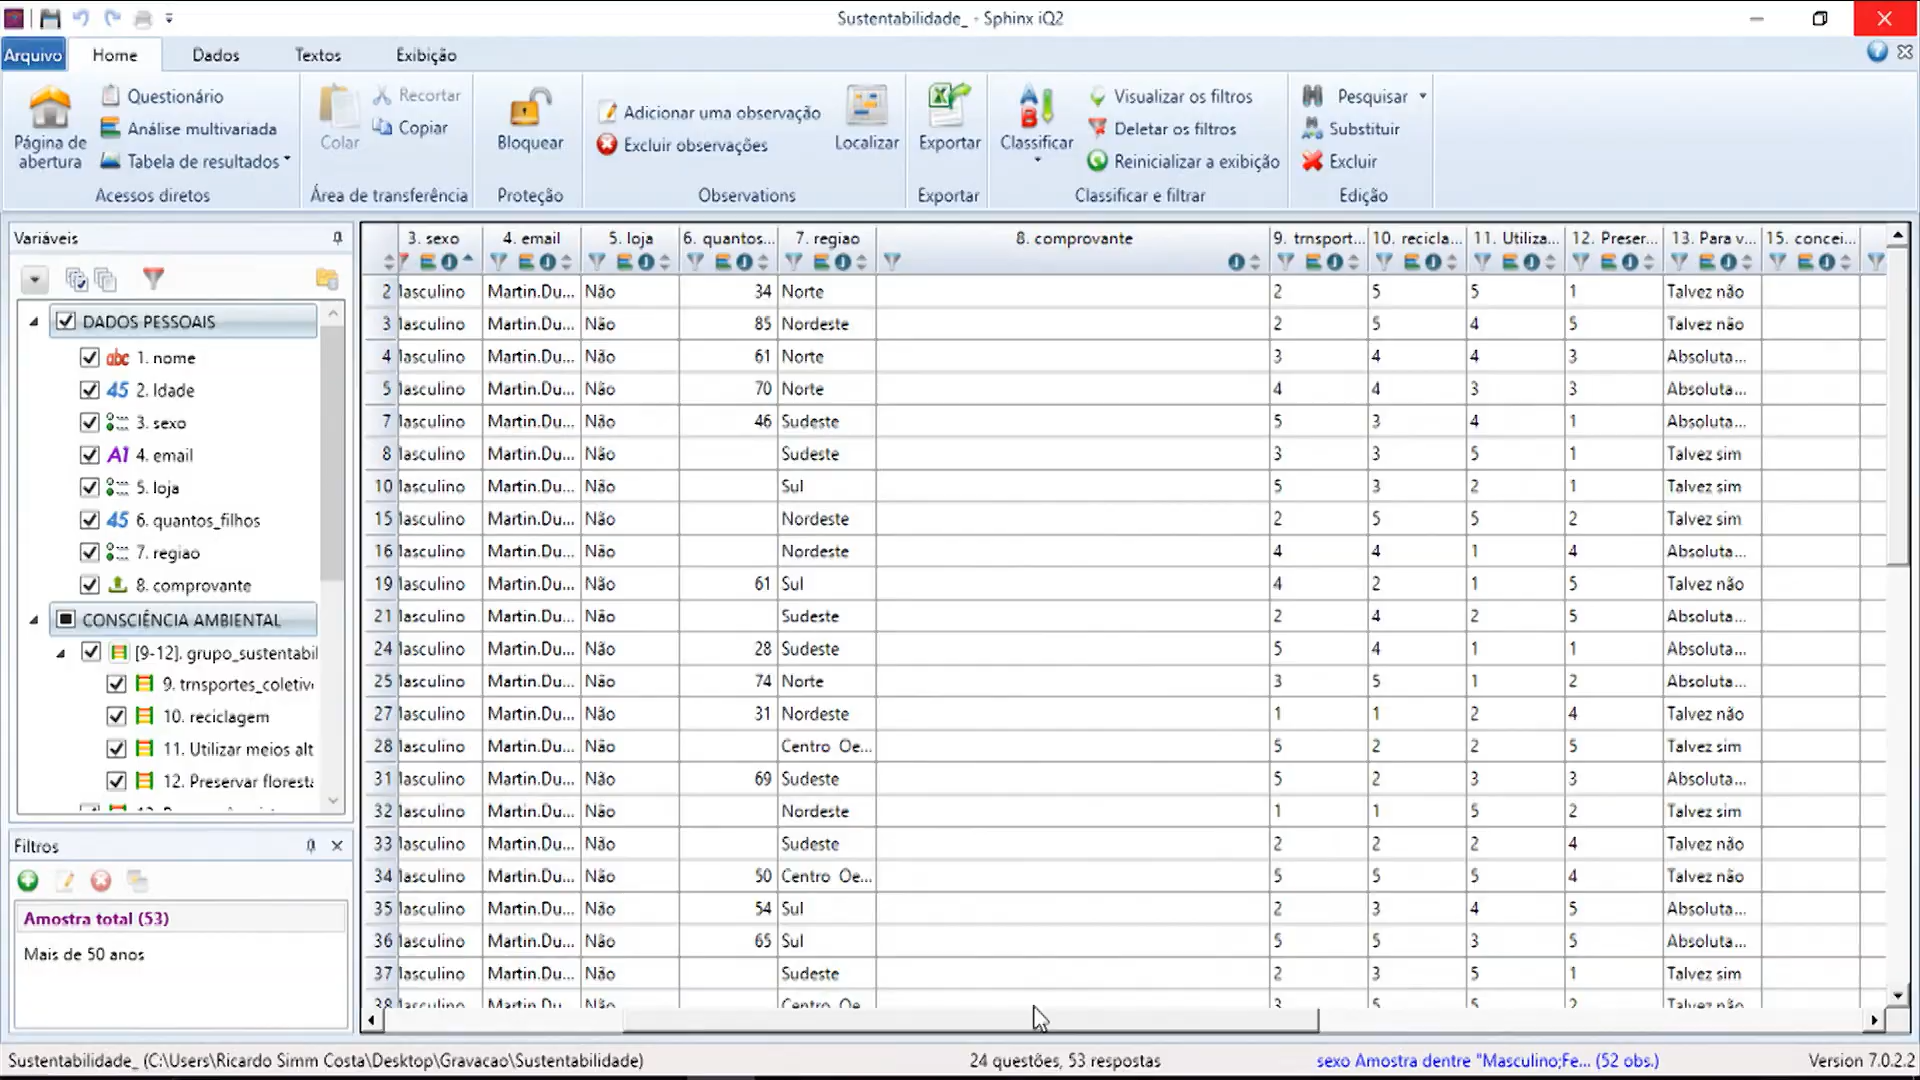 Sustentabilidade_ - Sphinx iQ2
Arquivo Home Dados Textos Exibição
Página de abertura
Questionário
Análise multivariada
Tabela de resultados
Acessos diretos
Colar
Recortar
Copiar
Área de transferência
Bloquear
Proteção
Adicionar uma observação
Excluir observações
Localizar
Observations
Exportar
Exportar
Classificar
Visualizar os filtros
Deletar os filtros
Reinicializar a exibição
Classificar e filtrar
Pesquisar
Substituir
Excluir
Edição
Variáveis
DADOS PESSOAIS
abc 1. nome
45 2. Idade
3. sexo
A1 4. email
5. loja
45 6. quantos_filhos
7. regiao
8. comprovante
CONSCIÊNCIA AMBIENTAL
[9-12]. grupo_sustentabil
9. trnsportes_coletiv
10. reciclagem
11. Utilizar meios alt
12. Preservar floresta
Filtros
Amostra total (53)
Mais de 50 anos
3. sexo 4. email 5. loja 6. quantos... 7. regiao 8. comprovante 9. trnsport... 10. recicla... 11. Utiliza... 12. Preser... 13. Para v... 15. concei...
2 lasculino Martin.Du... Não 34 Norte 2 5 5 1 Talvez não
3 lasculino Martin.Du... Não 85 Nordeste 2 5 4 5 Talvez não
4 lasculino Martin.Du... Não 61 Norte 3 4 4 3 Absoluta...
5 lasculino Martin.Du... Não 70 Norte 4 4 3 3 Absoluta...
7 lasculino Martin.Du... Não 46 Sudeste 5 3 4 1 Absoluta...
8 lasculino Martin.Du... Não Sudeste 3 3 5 1 Talvez sim
10 lasculino Martin.Du... Não Sul 5 3 2 1 Talvez sim
15 lasculino Martin.Du... Não Nordeste 2 5 5 2 Talvez sim
16 lasculino Martin.Du... Não Nordeste 4 4 1 4 Absoluta...
19 lasculino Martin.Du... Não 61 Sul 4 2 1 5 Talvez não
21 lasculino Martin.Du... Não Sudeste 2 4 2 5 Absoluta...
24 lasculino Martin.Du... Não 28 Sudeste 5 4 1 1 Absoluta...
25 lasculino Martin.Du... Não 74 Norte 3 5 1 2 Absoluta...
27 lasculino Martin.Du... Não 31 Nordeste 1 1 2 4 Talvez não
28 lasculino Martin.Du... Não Centro Oe... 5 2 2 5 Talvez sim
31 lasculino Martin.Du... Não 69 Sudeste 5 2 3 3 Absoluta...
32 lasculino Martin.Du... Não Nordeste 1 1 5 2 Talvez sim
33 lasculino Martin.Du... Não Sudeste 2 2 2 4 Talvez não
34 lasculino Martin.Du... Não 50 Centro Oe... 5 5 5 4 Talvez não
35 lasculino Martin.Du... Não 54 Sul 2 3 4 5 Absoluta...
36 lasculino Martin.Du... Não 65 Sul 5 5 3 5 Absoluta...
37 lasculino Martin.Du... Não Sudeste 2 3 5 1 Talvez sim
38 lasculino Martin.Du... Não Centro Oe... 3 5 5 2 Talvez não
Sustentabilidade_ (C:\Users\Ricardo Simm Costa\Desktop\Gravacao\Sustentabilidade) 24 questões, 53 respostas sexo Amostra dentre "Masculino;Fe... (52 obs.) Version 7.0.2.2